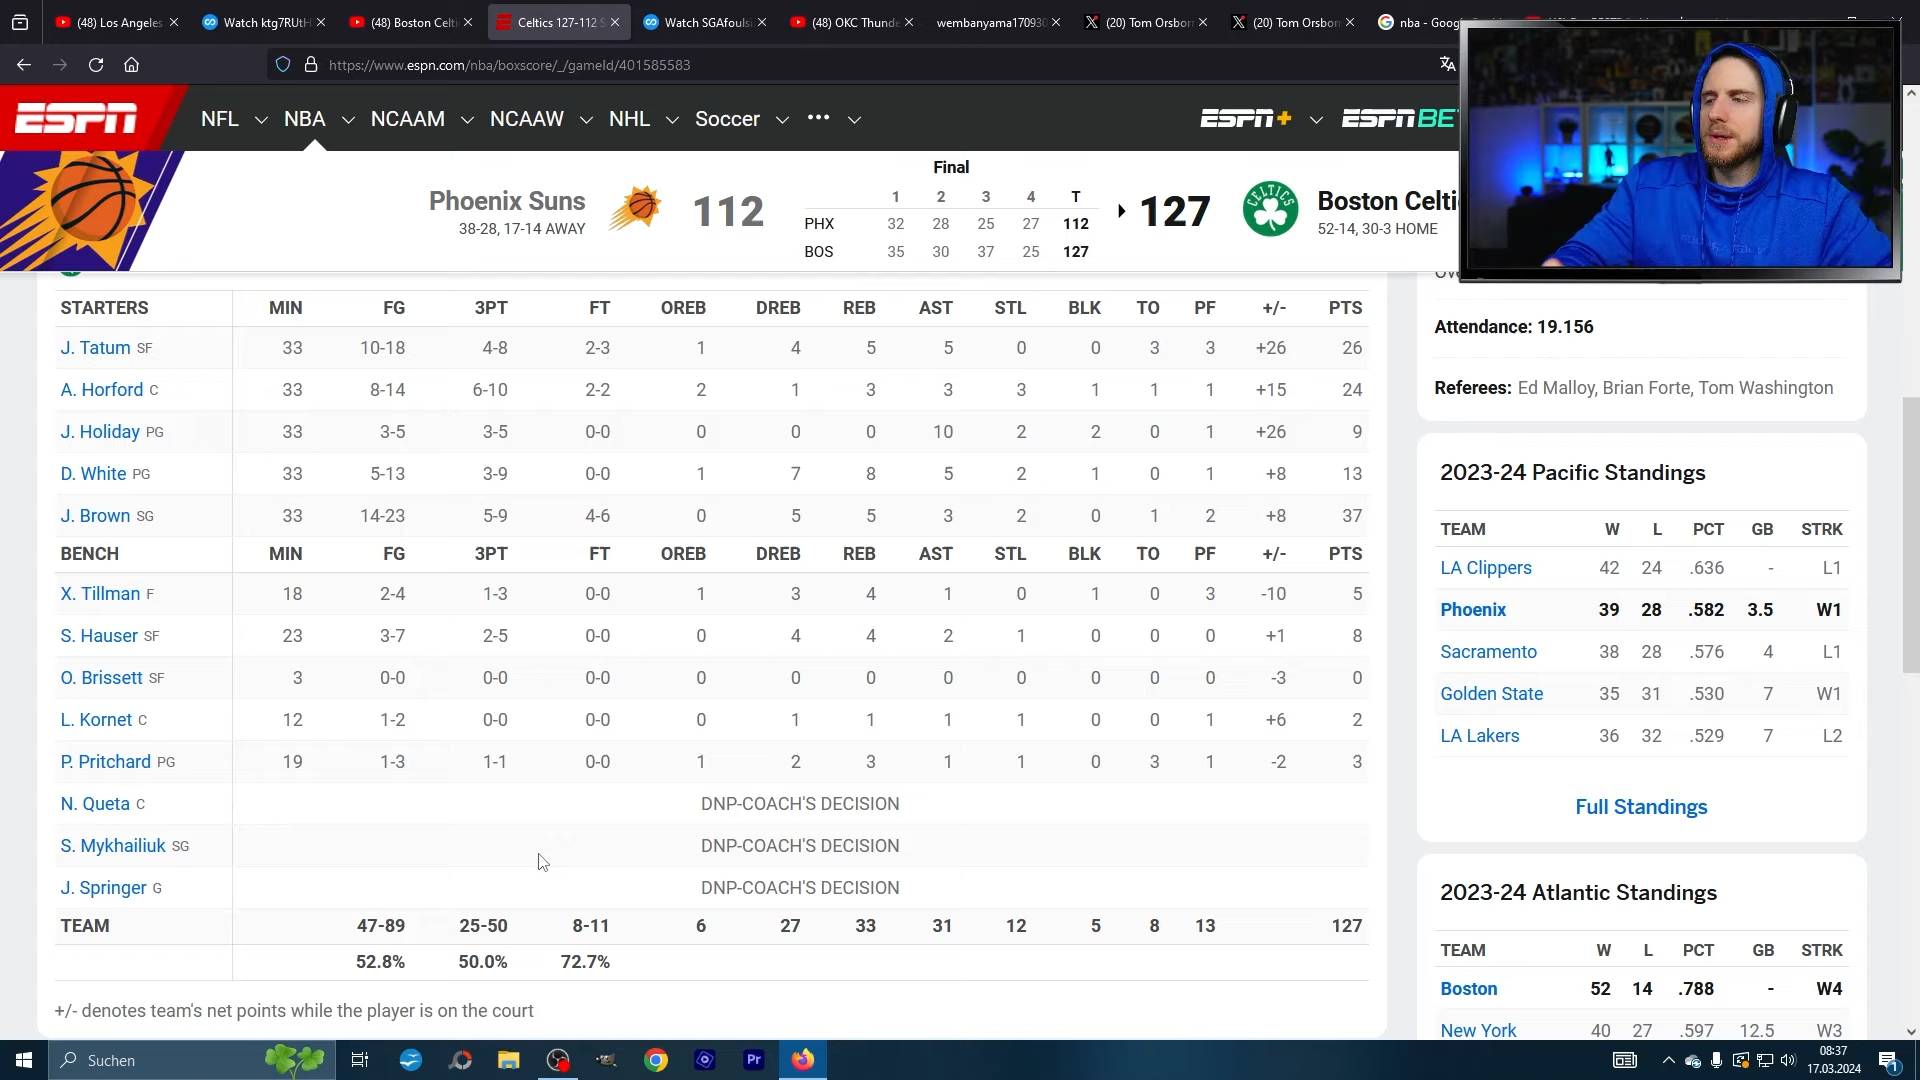 (48) Los Angeles
Watch ktg7RUtH
(48) Boston Celti
Celtics 127-112 S
Watch SGAfouls
(48) OKC Thunde
wembanyama170930
(20) Tom Orsborn
(20) Tom Orsborn
nba - Goog
https://www.espn.com/nba/boxscore/_/gameId/401585583
ESPN
NFL
NBA
NCAAM
NCAAW
NHL
Soccer
•••
ESPN+
ESPN BET
Final
Phoenix Suns
38-28, 17-14 AWAY
112
1 2 3 4 T
PHX 32 28 25 27 112
BOS 35 30 37 25 127
127
CELTICS
Boston Celti
52-14, 30-3 HOME
STARTERS MIN FG 3PT FT OREB DREB REB AST STL BLK TO PF +/- PTS
J. Tatum SF 33 10-18 4-8 2-3 1 4 5 5 0 0 3 3 +26 26
A. Horford C 33 8-14 6-10 2-2 2 1 3 3 3 1 1 1 +15 24
J. Holiday PG 33 3-5 3-5 0-0 0 0 0 10 2 2 0 1 +26 9
D. White PG 33 5-13 3-9 0-0 1 7 8 5 2 1 0 1 +8 13
J. Brown SG 33 14-23 5-9 4-6 0 5 5 3 2 0 1 2 +8 37
BENCH MIN FG 3PT FT OREB DREB REB AST STL BLK TO PF +/- PTS
X. Tillman F 18 2-4 1-3 0-0 1 3 4 1 0 1 0 3 -10 5
S. Hauser SF 23 3-7 2-5 0-0 0 4 4 2 1 0 0 0 +1 8
O. Brissett SF 3 0-0 0-0 0-0 0 0 0 0 0 0 0 0 -3 0
L. Kornet C 12 1-2 0-0 0-0 0 1 1 1 1 0 0 1 +6 2
P. Pritchard PG 19 1-3 1-1 0-0 1 2 3 1 1 0 3 1 -2 3
N. Queta C DNP-COACH'S DECISION
S. Mykhailiuk SG DNP-COACH'S DECISION
J. Springer G DNP-COACH'S DECISION
TEAM 47-89 25-50 8-11 6 27 33 31 12 5 8 13 127
52.8% 50.0% 72.7%
+/- denotes team's net points while the player is on the court
Attendance: 19.156
Referees: Ed Malloy, Brian Forte, Tom Washington
2023-24 Pacific Standings
TEAM W L PCT GB STRK
LA Clippers 42 24 .636 - L1
Phoenix 39 28 .582 3.5 W1
Sacramento 38 28 .576 4 L1
Golden State 35 31 .530 7 W1
LA Lakers 36 32 .529 7 L2
Full Standings
2023-24 Atlantic Standings
TEAM W L PCT GB STRK
Boston 52 14 .788 - W4
New York 40 27 .597 12.5 W3
Suchen
Pr
08:37
17.03.2024
1